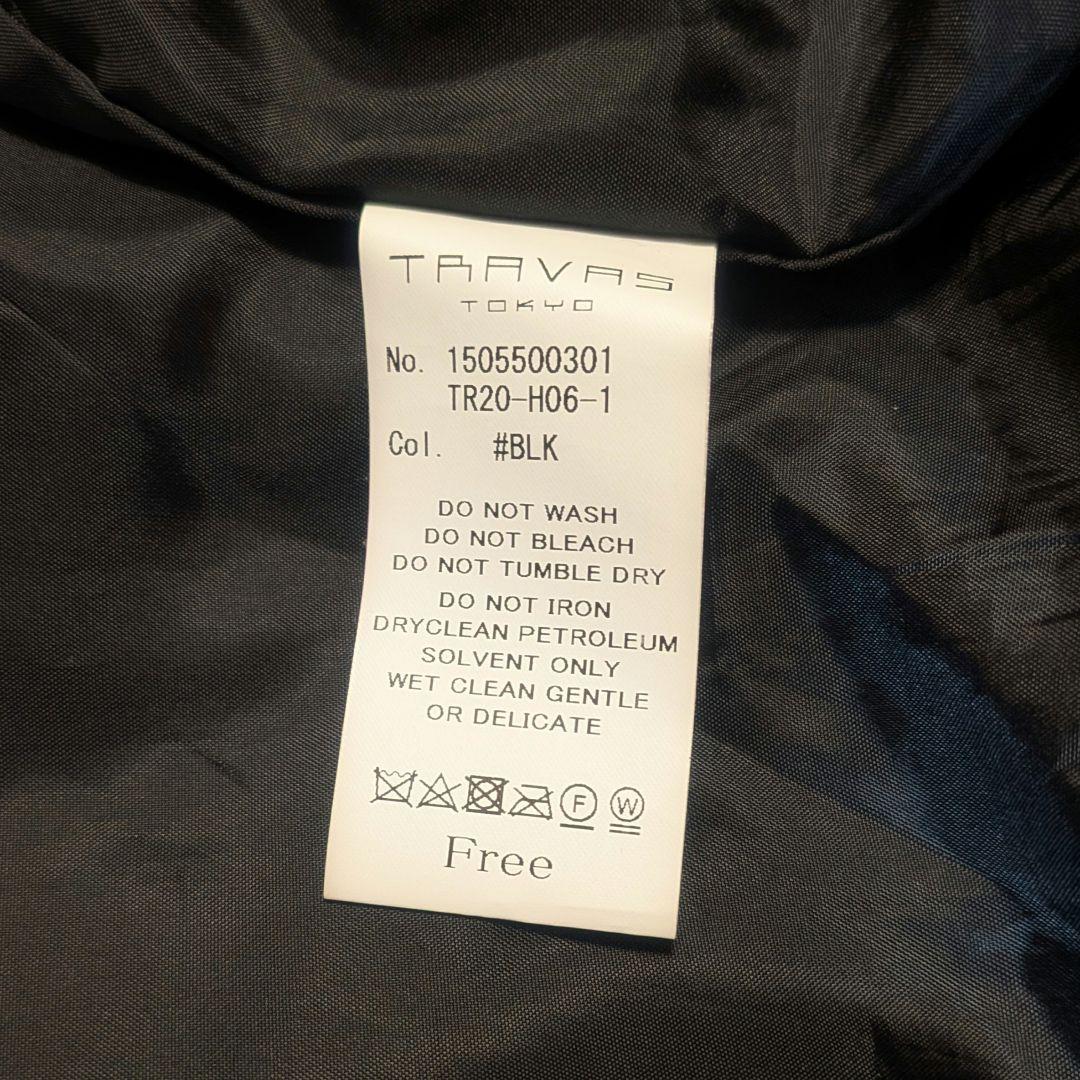 TRAVAS
TOKYO
No. 1505500301
TR20-H06-1
Col. #BLK
DO NOT WASH
DO NOT BLEACH
DO NOT TUMBLE DRY
DO NOT IRON
DRYCLEAN PETROLEUM
SOLVENT ONLY
WET CLEAN GENTLE
OR DELICATE
F W
Free